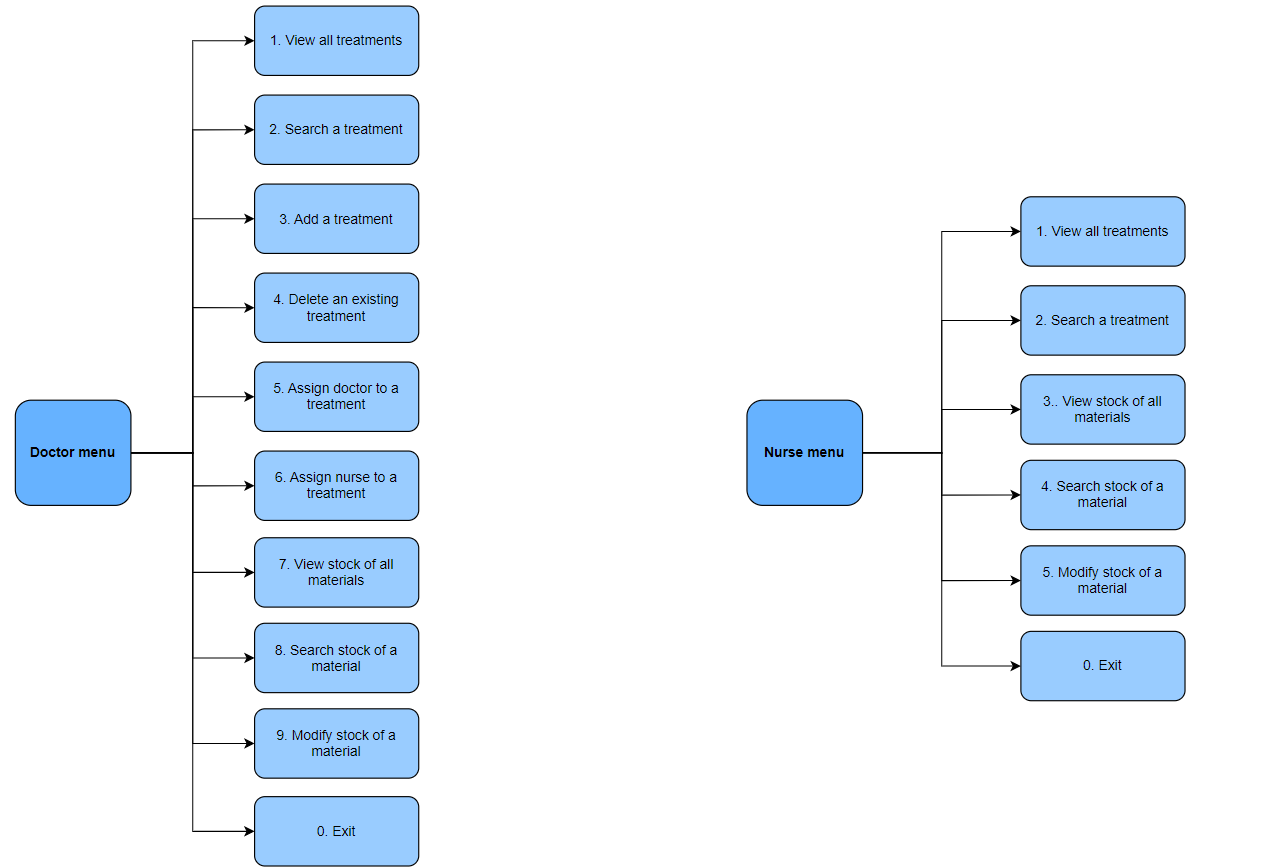 1. View all treatments
2. Search a treatment
3. Add a treatment
4. Delete an existing
treatment
5. Assign doctor to a
treatment
Doctor menu
6. Assign nurse to a
treatment
7. View stock of all
materials
8. Search stock of a
material
9. Modify stock of a
material
0. Exit
1. View all treatments
2. Search a treatment
3.. View stock of all
materials
Nurse menu
4. Search stock of a
material
5. Modify stock of a
material
0. Exit